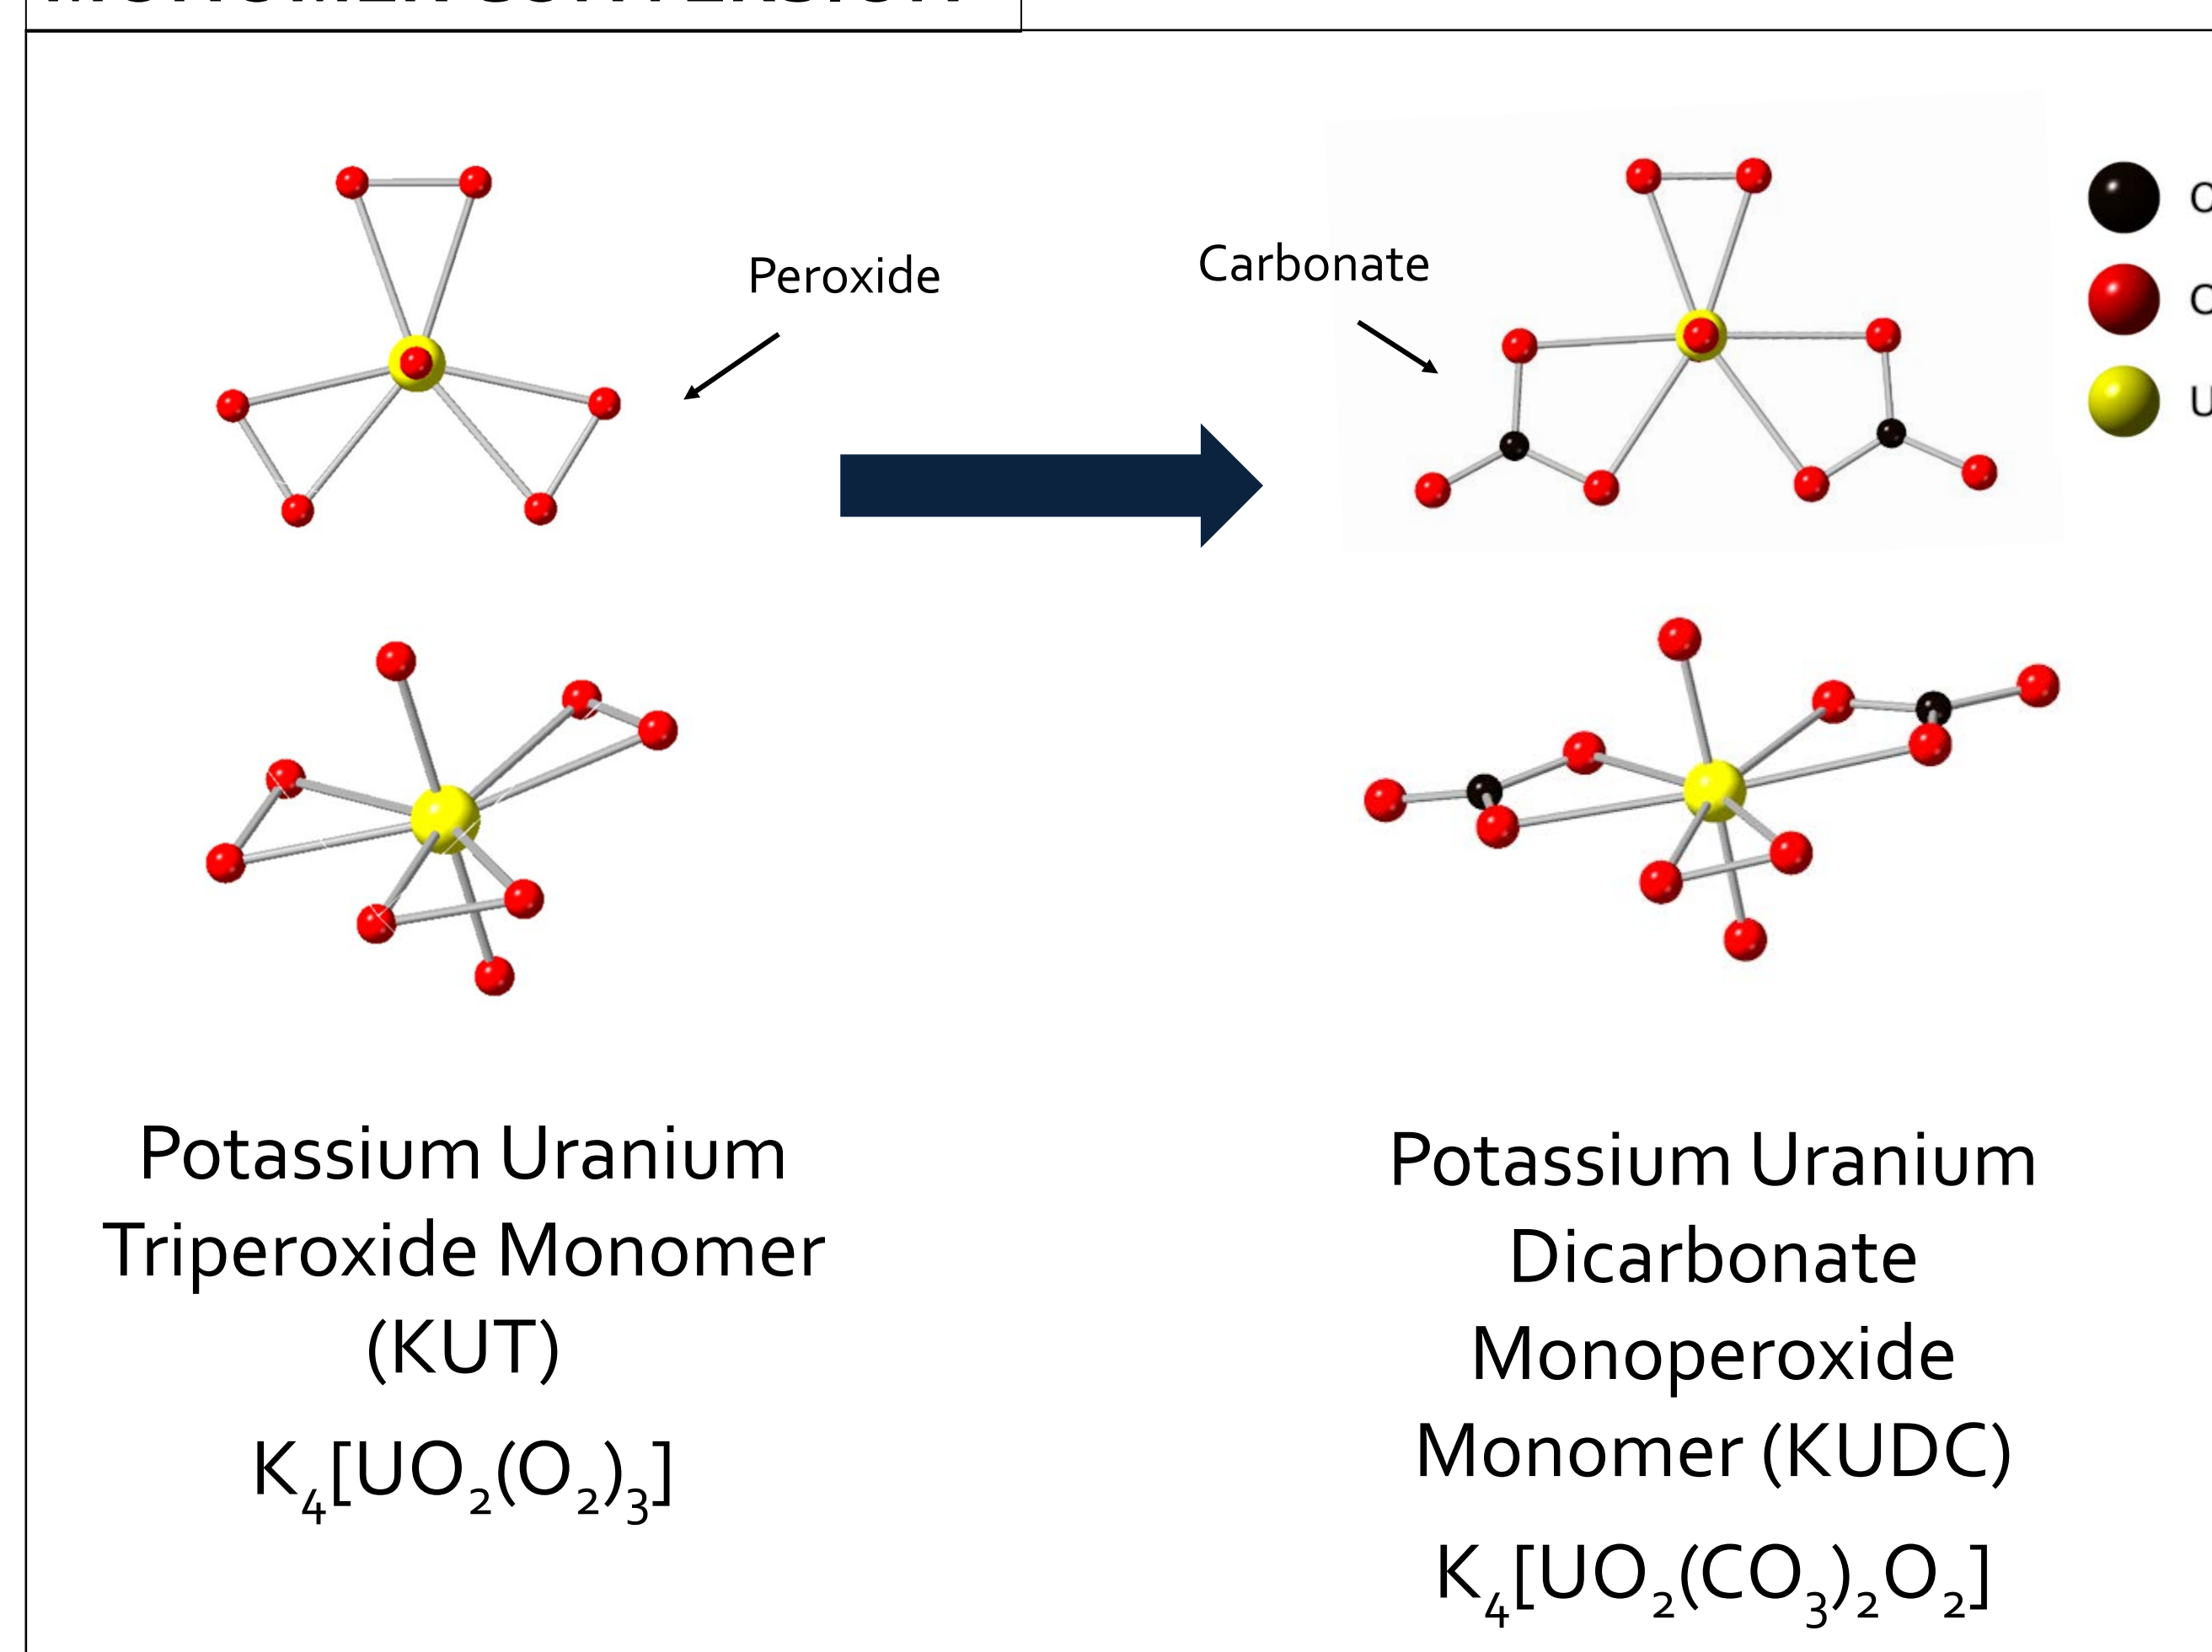 Peroxide
Carbonate
Potassium Uranium
Triperoxide Monomer
(KUT)
K₄[UO₂(O₂)₃]
Potassium Uranium
Dicarbonate
Monoperoxide
Monomer (KUDC)
K₄[UO₂(CO₃)₂O₂]